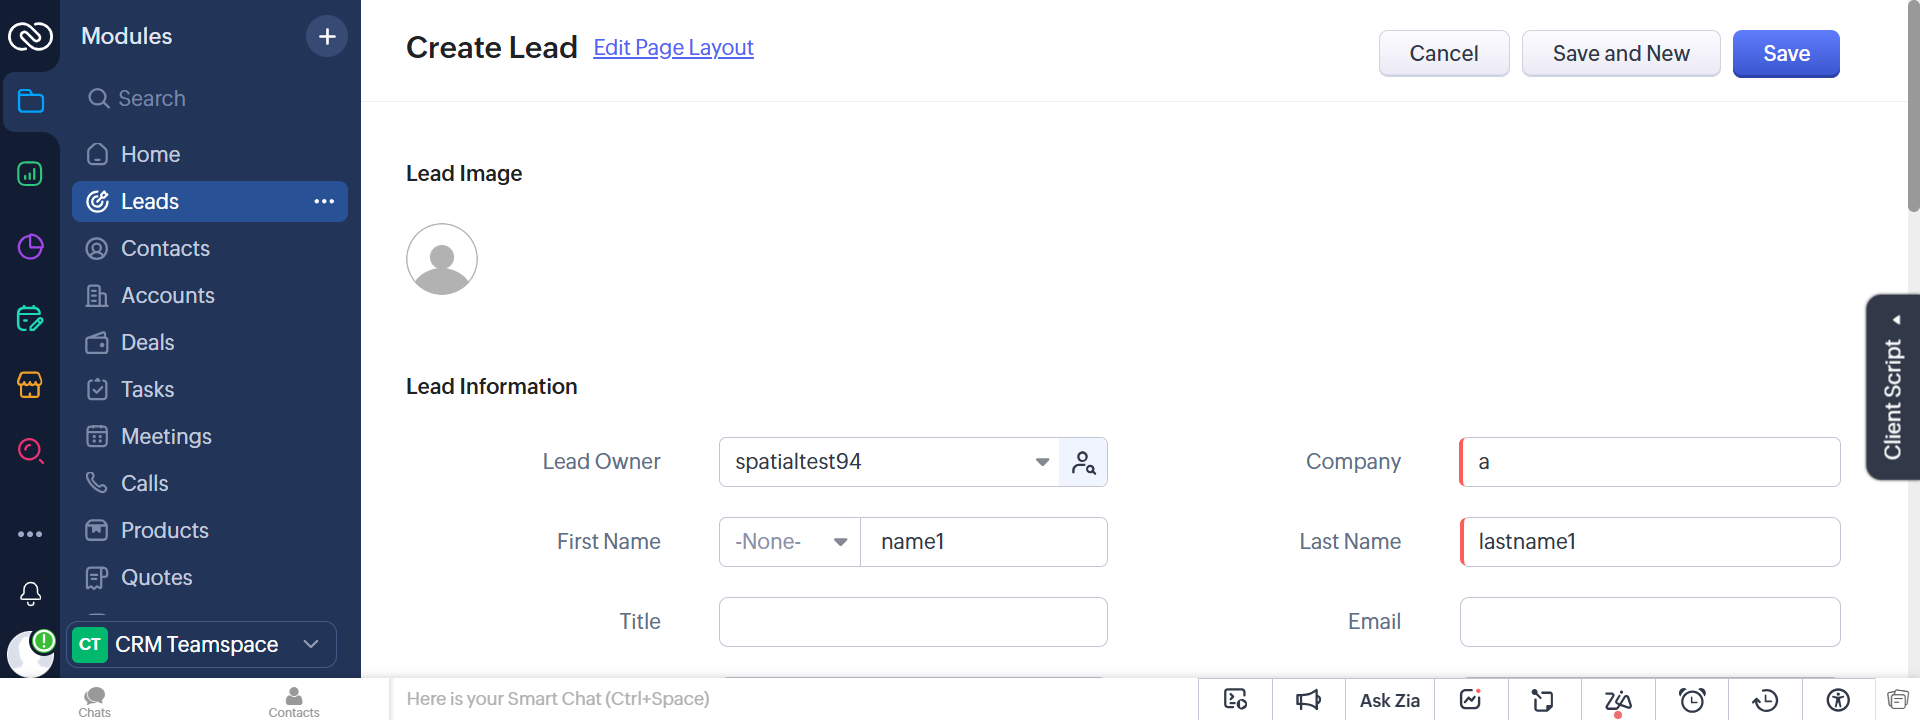 Modules
Search
Home
Leads
Contacts
Accounts
Deals
Tasks
Meetings
Calls
Products
Quotes
CT CRM Teamspace
Create Lead Edit Page Layout
Cancel Save and New Save
Lead Image
Lead Information
Lead Owner spatialtest94 Company a
First Name -None- name1 Last Name lastname1
Title Email
Client Script
Chats Contacts
Here is your Smart Chat (Ctrl+Space)
Ask Zia